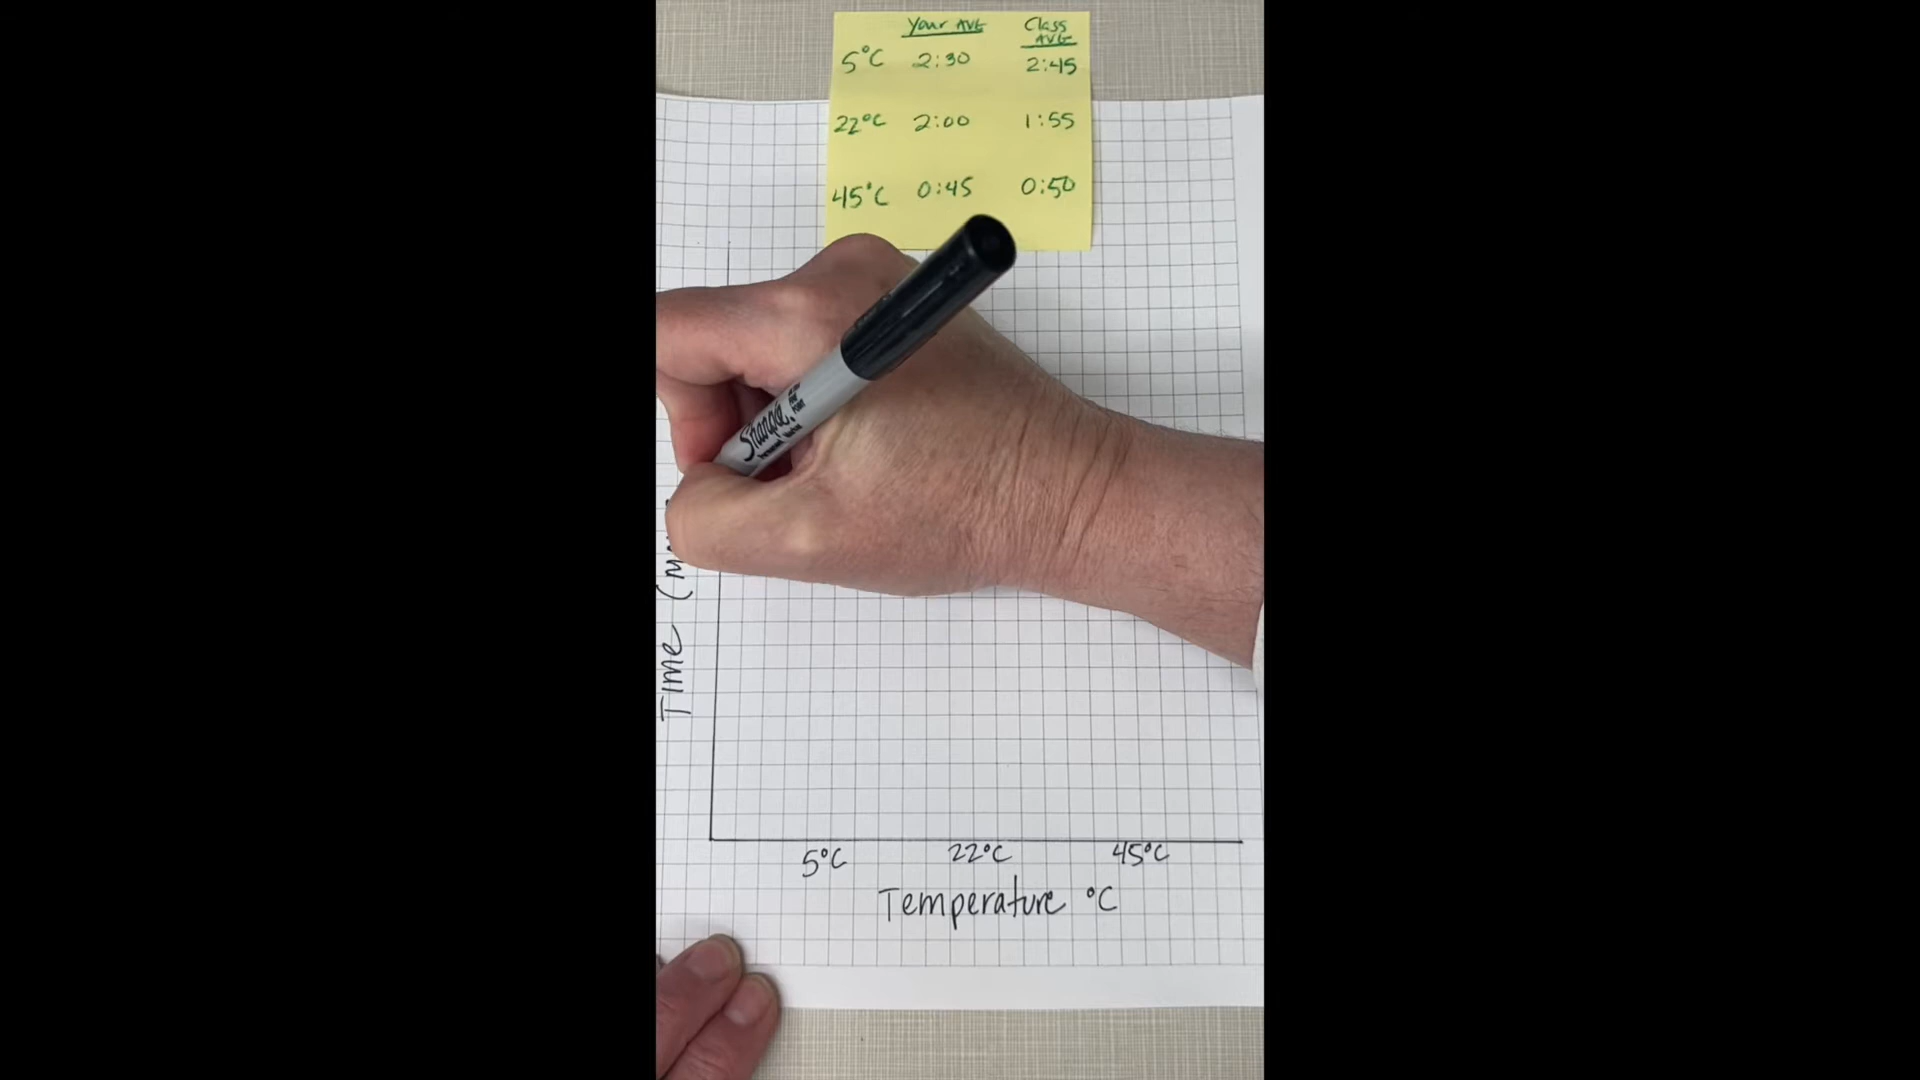 Your AVG Class AVG
5°C 2:30 2:45
22°C 2:00 1:55
45°C 0:45 0:50
Sharpie
Time
5°C 22°C 45°C
Temperature °C